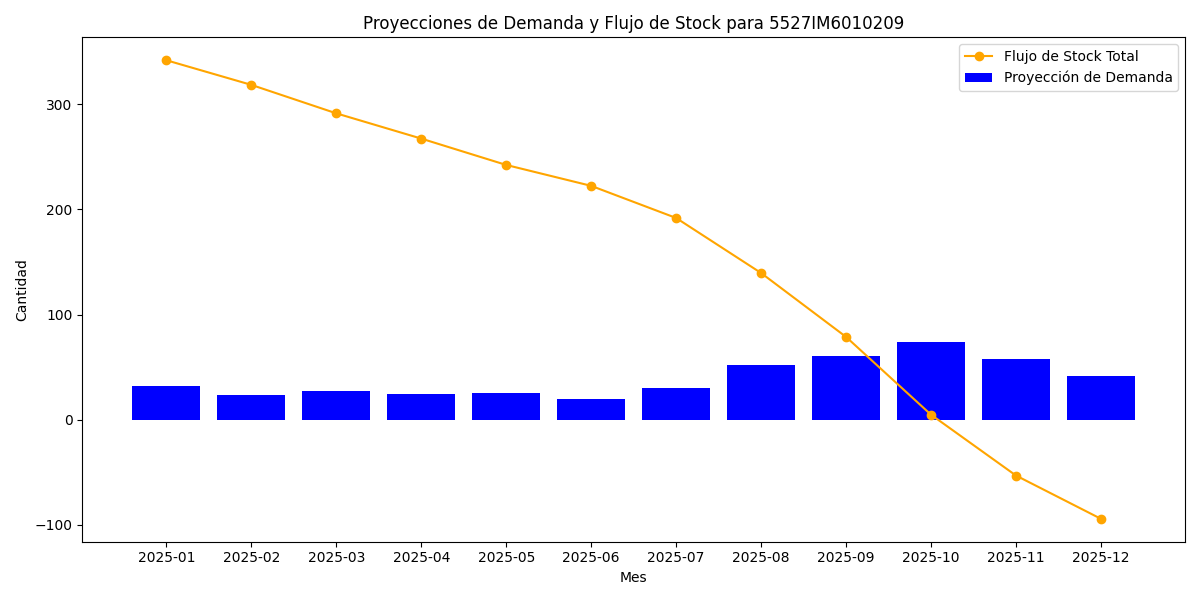 Proyecciones de Demanda y Flujo de Stock para 5527IM6010209
Flujo de Stock Total
Proyección de Demanda
Cantidad
300
200
100
0
−100
2025-01 2025-02 2025-03 2025-04 2025-05 2025-06 2025-07 2025-08 2025-09 2025-10 2025-11 2025-12
Mes